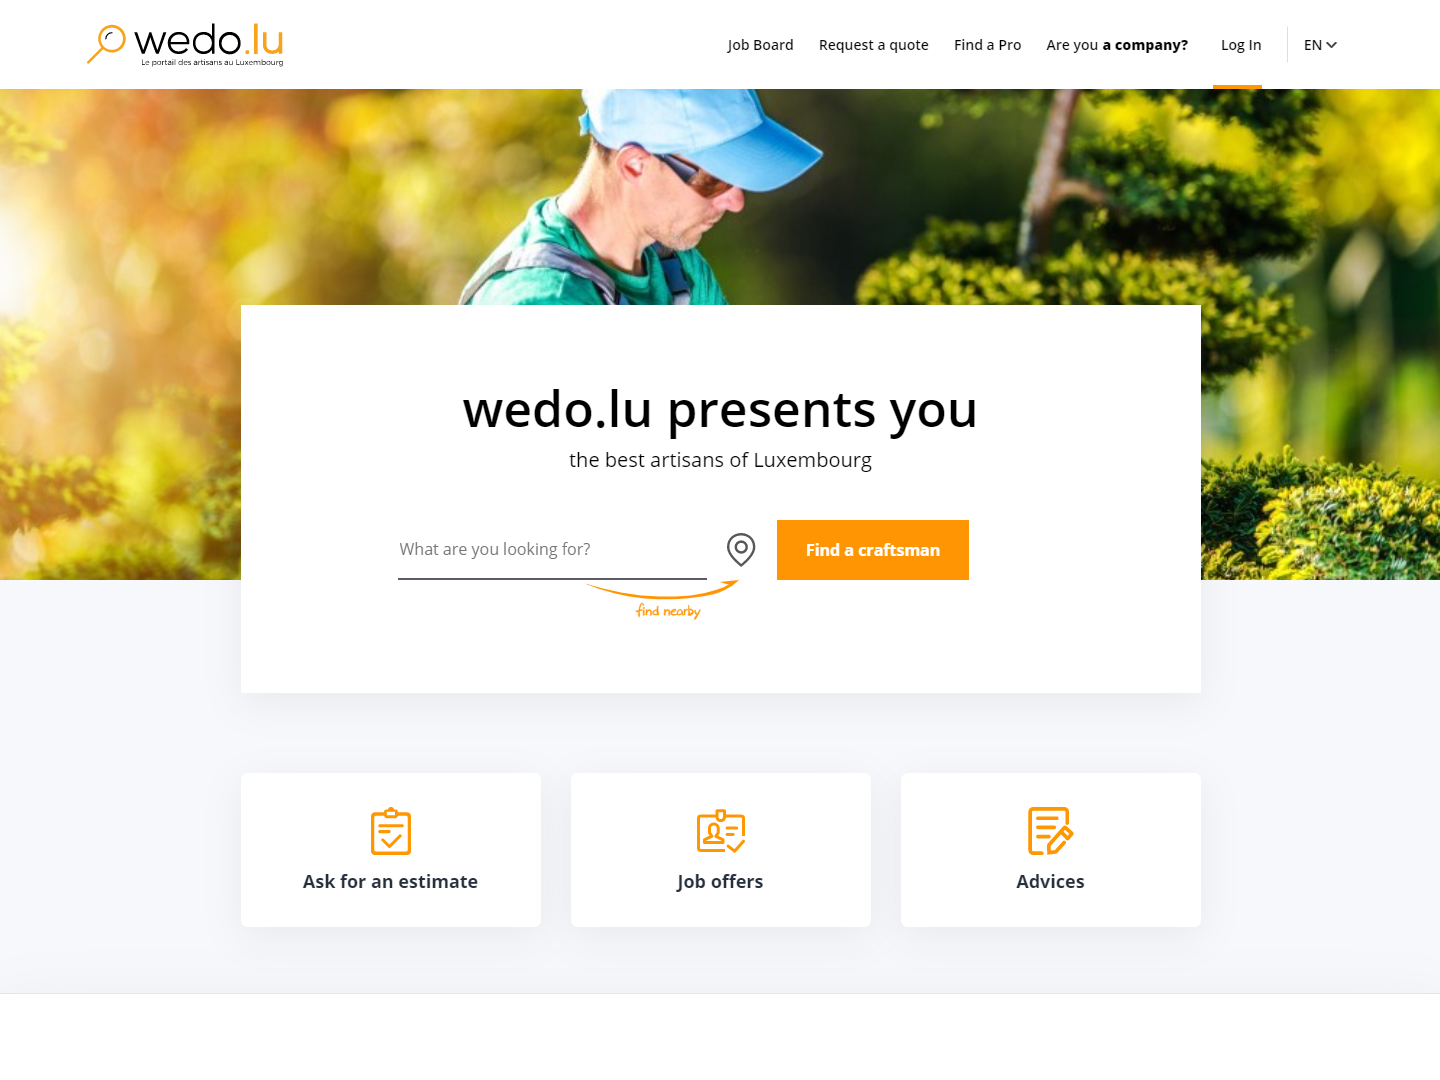 wedo.lu
Le portail des artisans au Luxembourg
Job Board
Request a quote
Find a Pro
Are you a company?
Log In
EN
wedo.lu presents you
the best artisans of Luxembourg
What are you looking for?
Find a craftsman
find nearby
Ask for an estimate
Job offers
Advices